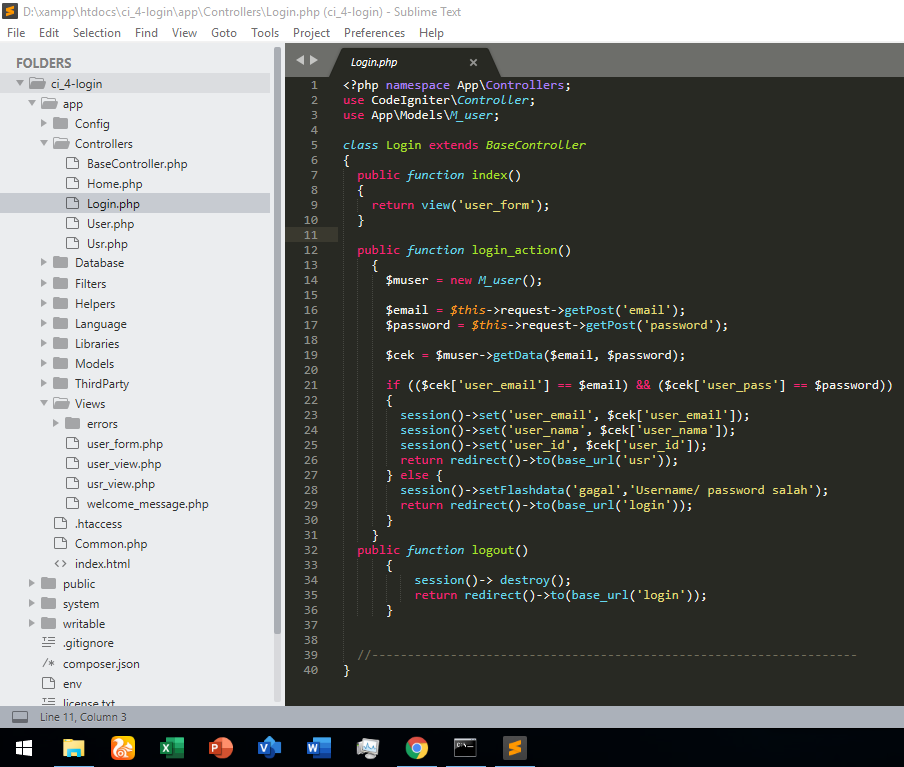 D:\xampp\htdocs\ci_4-login\app\Controllers\Login.php (ci_4-login) - Sublime Text
File Edit Selection Find View Goto Tools Project Preferences Help
FOLDERS
ci_4-login
app
Config
Controllers
BaseController.php
Home.php
Login.php
User.php
Usr.php
Database
Filters
Helpers
Language
Libraries
Models
ThirdParty
Views
errors
user_form.php
user_view.php
usr_view.php
welcome_message.php
.htaccess
Common.php
<> index.html
public
system
writable
.gitignore
/* composer.json
env
license.txt
Login.php ×
1 <?php namespace App\Controllers;
2 use CodeIgniter\Controller;
3 use App\Models\M_user;
4
5 class Login extends BaseController
6 {
7 public function index()
8 {
9 return view('user_form');
10 }
11
12 public function login_action()
13 {
14 $muser = new M_user();
15
16 $email = $this->request->getPost('email');
17 $password = $this->request->getPost('password');
18
19 $cek = $muser->getData($email, $password);
20
21 if (($cek['user_email'] == $email) && ($cek['user_pass'] == $password))
22 {
23 session()->set('user_email', $cek['user_email']);
24 session()->set('user_nama', $cek['user_nama']);
25 session()->set('user_id', $cek['user_id']);
26 return redirect()->to(base_url('usr'));
27 } else {
28 session()->setFlashdata('gagal','Username/ password salah');
29 return redirect()->to(base_url('login'));
30 }
31 }
32 public function logout()
33 {
34 session()-> destroy();
35 return redirect()->to(base_url('login'));
36 }
37
38
39 //--------------------------------------------------------------------
40 }
Line 11, Column 3